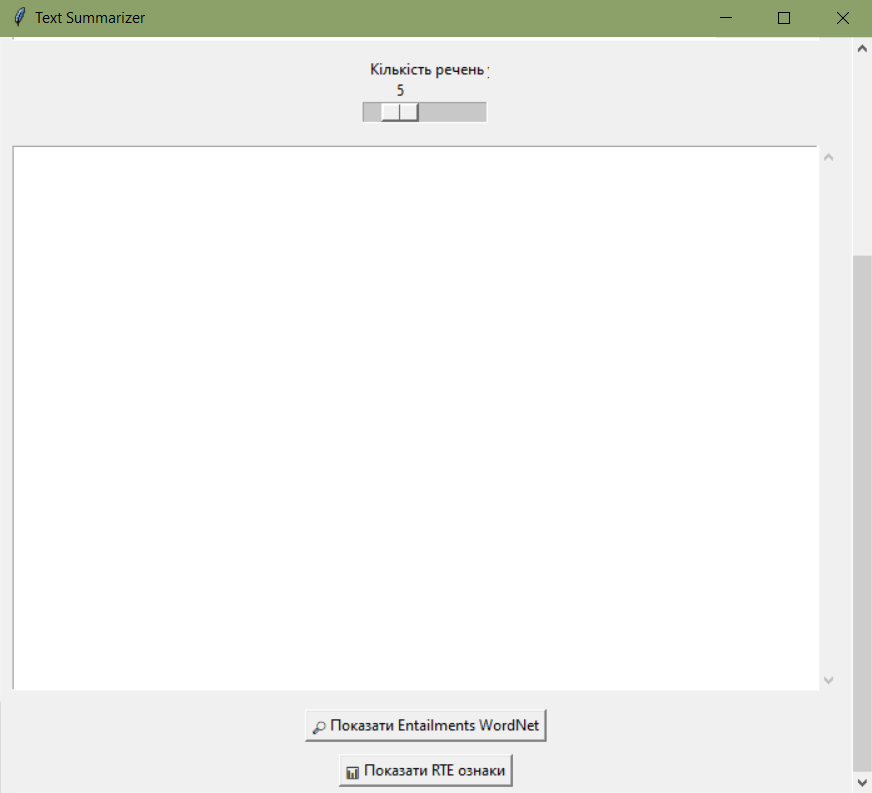 Text Summarizer
Кількість речень
5
Показати Entailments WordNet
Показати RTE ознаки